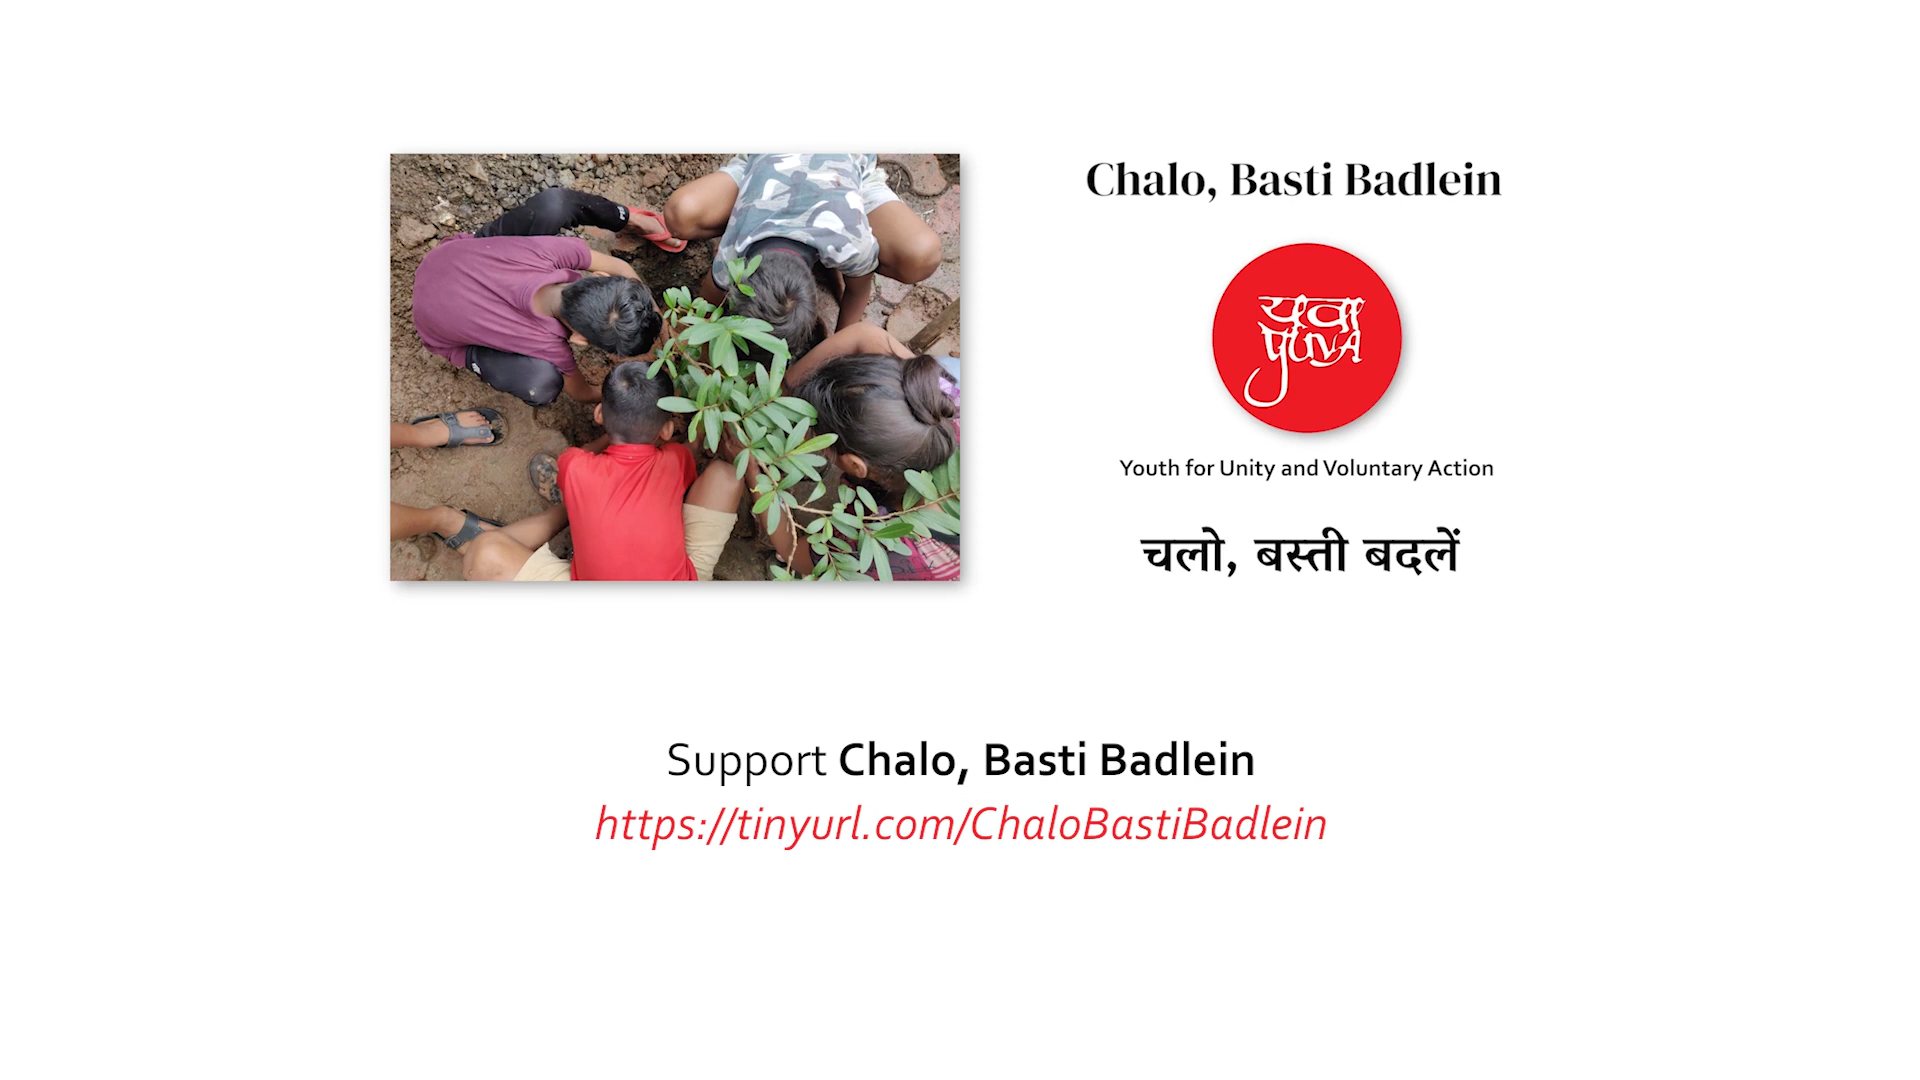 Chalo, Basti Badlein
युवा
YUVA
Youth for Unity and Voluntary Action
चलो, बस्ती बदलें
Support Chalo, Basti Badlein
https://tinyurl.com/ChaloBastiBadlein